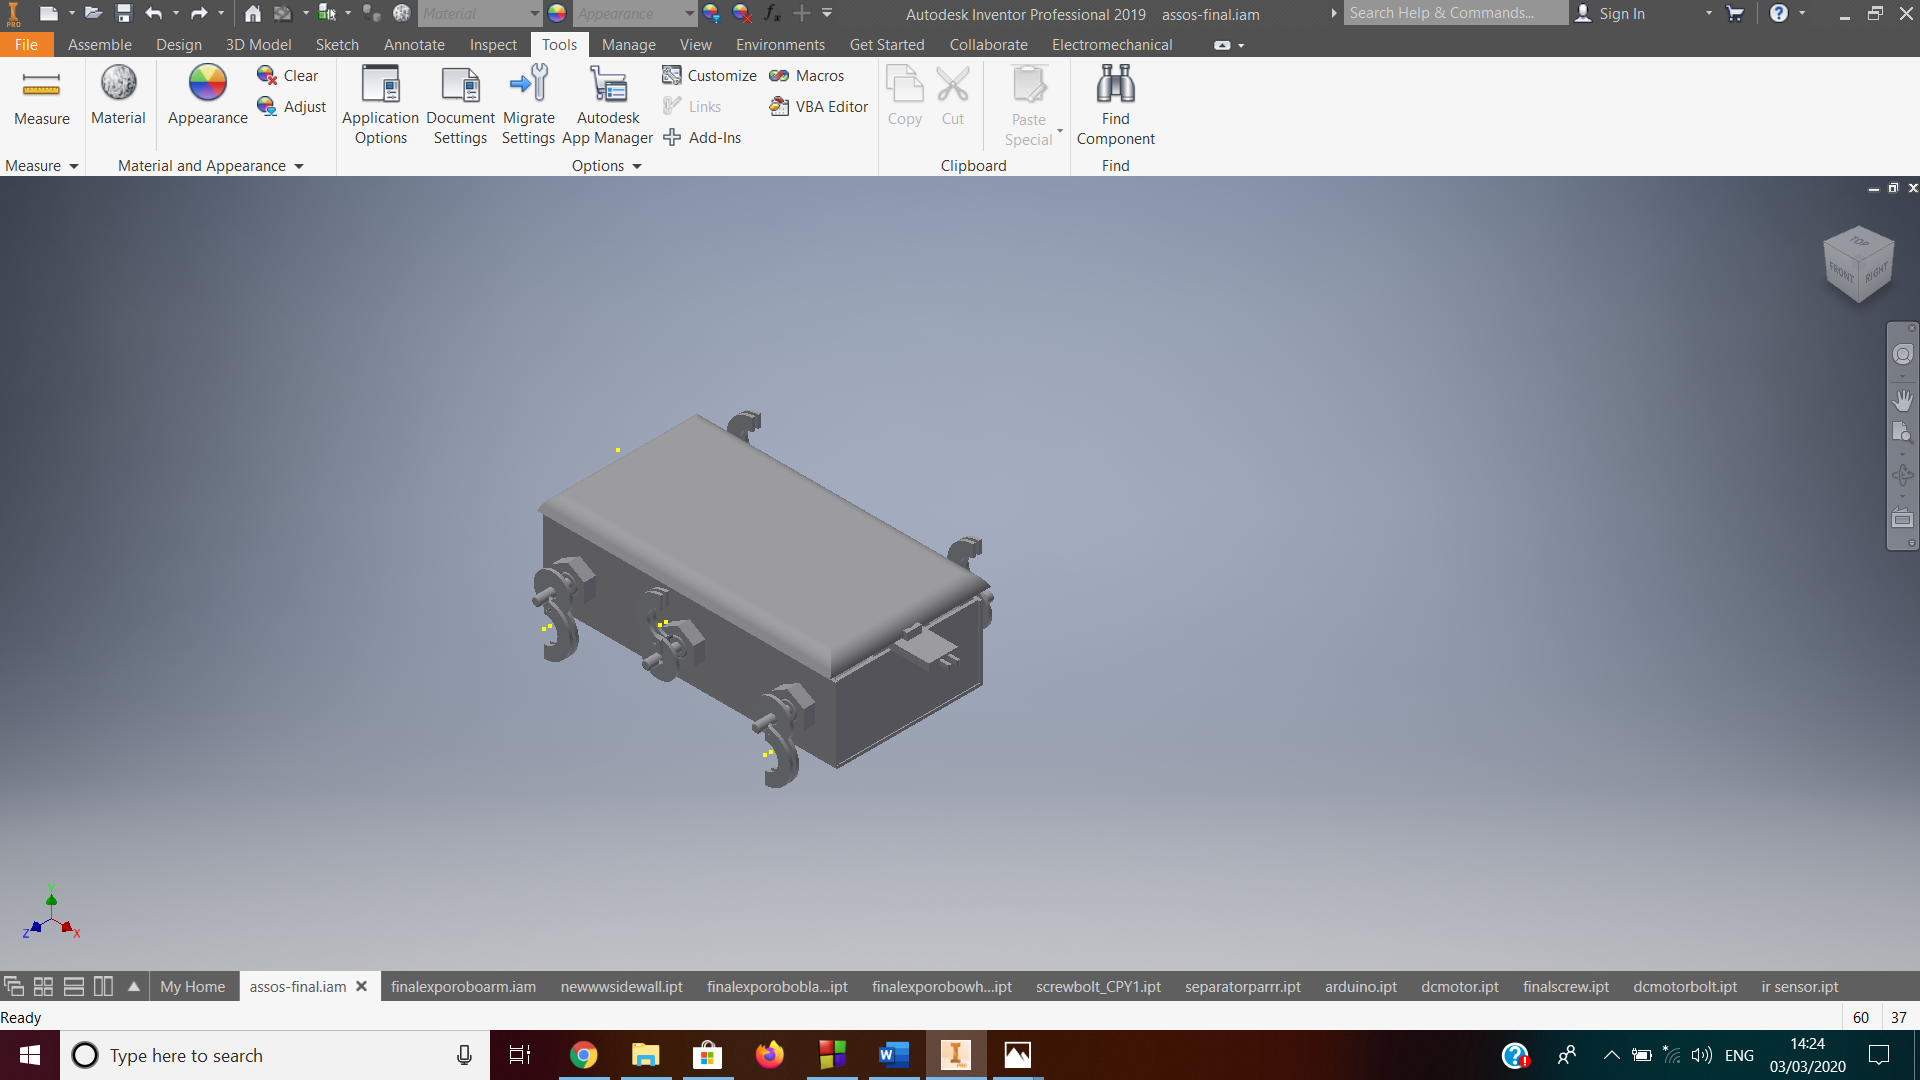 PRO
Material
Appearance
Autodesk Inventor Professional 2019 assos-final.iam
Search Help & Commands...
Sign In
File Assemble Design 3D Model Sketch Annotate Inspect Tools Manage View Environments Get Started Collaborate Electromechanical
Measure
Material
Appearance
Clear
Adjust
Application Options
Document Settings
Migrate Settings
Autodesk App Manager
Customize
Links
Add-Ins
Macros
VBA Editor
Copy
Cut
Paste Special
Find Component
Measure
Material and Appearance
Options
Clipboard
Find
TOP
FRONT
RIGHT
Y
Z
X
My Home assos-final.iam finalexporoboarm.iam newwwsidewall.ipt finalexporobobla...ipt finalexporobowh...ipt screwbolt_CPY1.ipt separatorparrr.ipt arduino.ipt dcmotor.ipt finalscrew.ipt dcmotorbolt.ipt ir sensor.ipt
Ready
60 37
Type here to search
ENG
14:24
03/03/2020